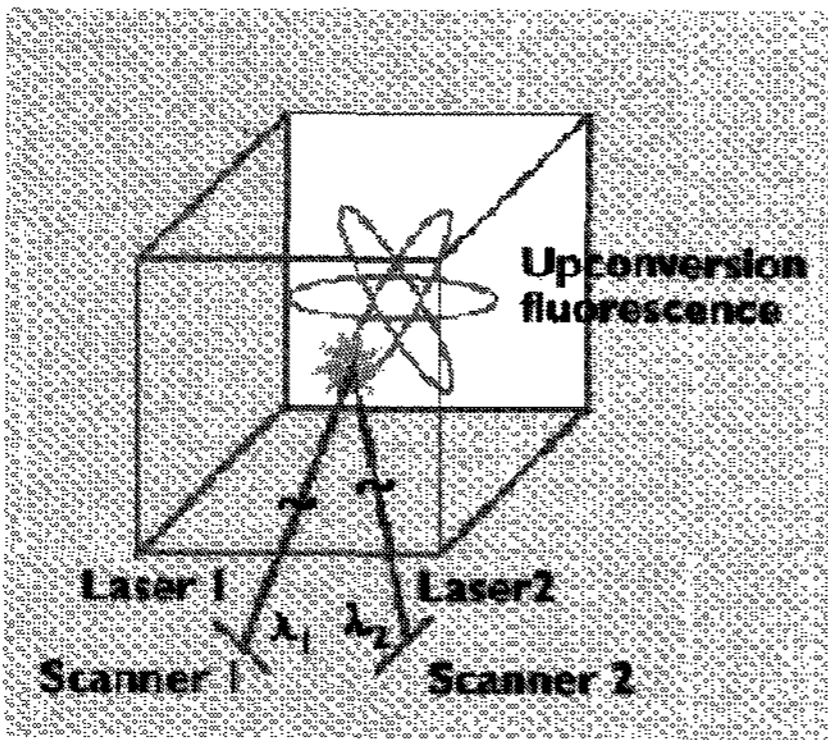 Upconversion
fluorescence
Laser 1
Laser2
λ1
λ2
Scanner 1
Scanner 2